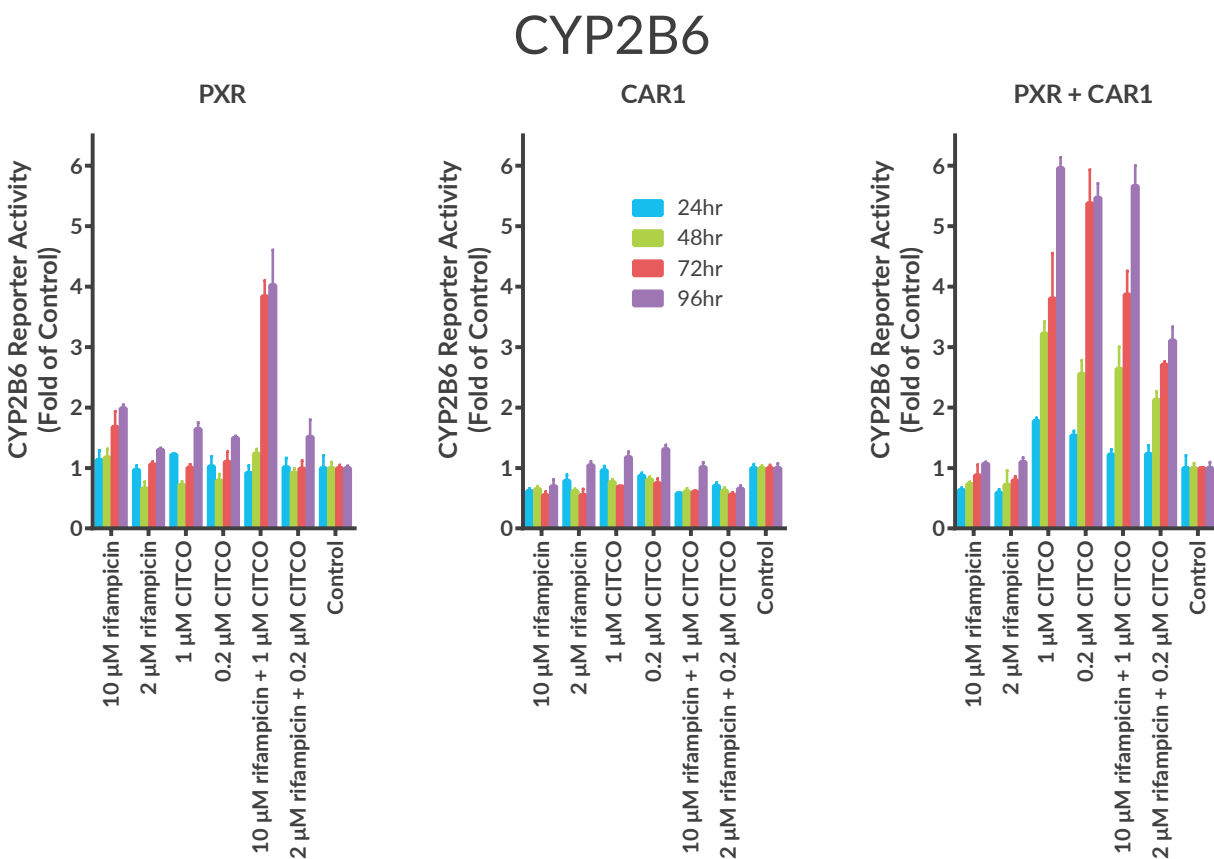 CYP2B6
PXR
CYP2B6 Reporter Activity
(Fold of Control)
6
5
4
3
2
1
0
10 µM rifampicin
2 µM rifampicin
1 µM CITCO
0.2 µM CITCO
10 µM rifampicin + 1 µM CITCO
2 µM rifampicin + 0.2 µM CITCO
Control
CAR1
CYP2B6 Reporter Activity
(Fold of Control)
6
5
4
3
2
1
0
24hr
48hr
72hr
96hr
10 µM rifampicin
2 µM rifampicin
1 µM CITCO
0.2 µM CITCO
10 µM rifampicin + 1 µM CITCO
2 µM rifampicin + 0.2 µM CITCO
Control
PXR + CAR1
CYP2B6 Reporter Activity
(Fold of Control)
6
5
4
3
2
1
0
10 µM rifampicin
2 µM rifampicin
1 µM CITCO
0.2 µM CITCO
10 µM rifampicin + 1 µM CITCO
2 µM rifampicin + 0.2 µM CITCO
Control